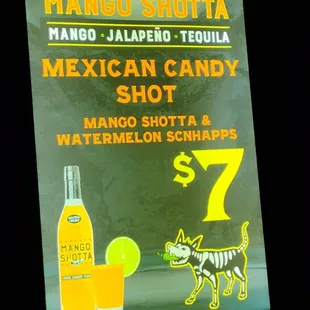 MANGO SHOTTA
MANGO · JALAPEÑO · TEQUILA
MEXICAN CANDY
SHOT
MANGO SHOTTA &
WATERMELON SCNHAPPS
$7
MANGO
SHOTTA